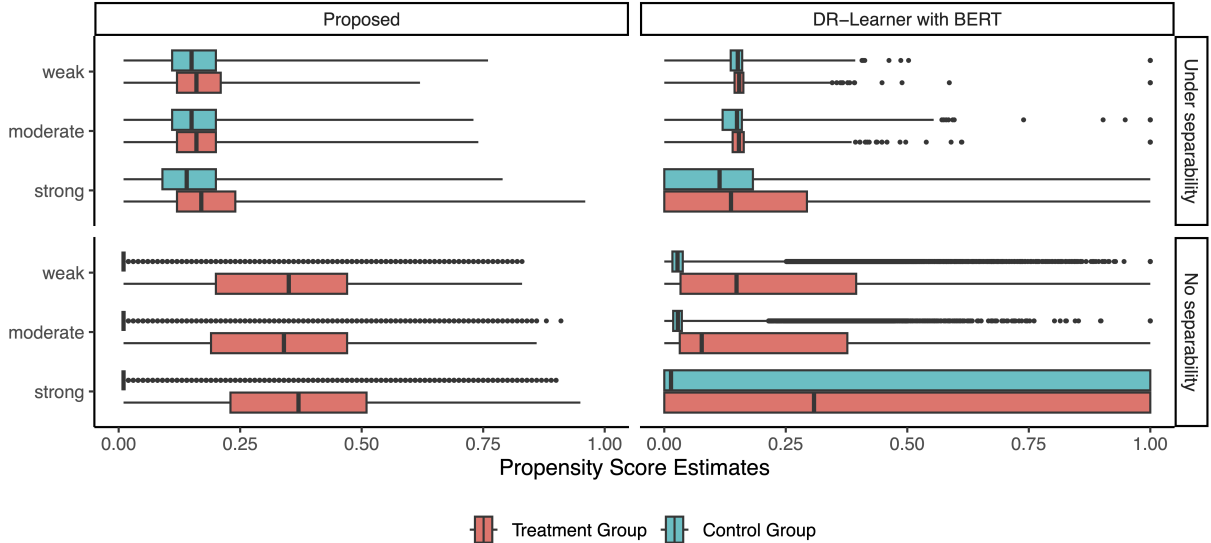 Proposed
DR−Learner with BERT
weak
moderate
strong
Under separability
weak
moderate
strong
No separability
0.00 0.25 0.50 0.75 1.00
0.00 0.25 0.50 0.75 1.00
Propensity Score Estimates
Treatment Group Control Group